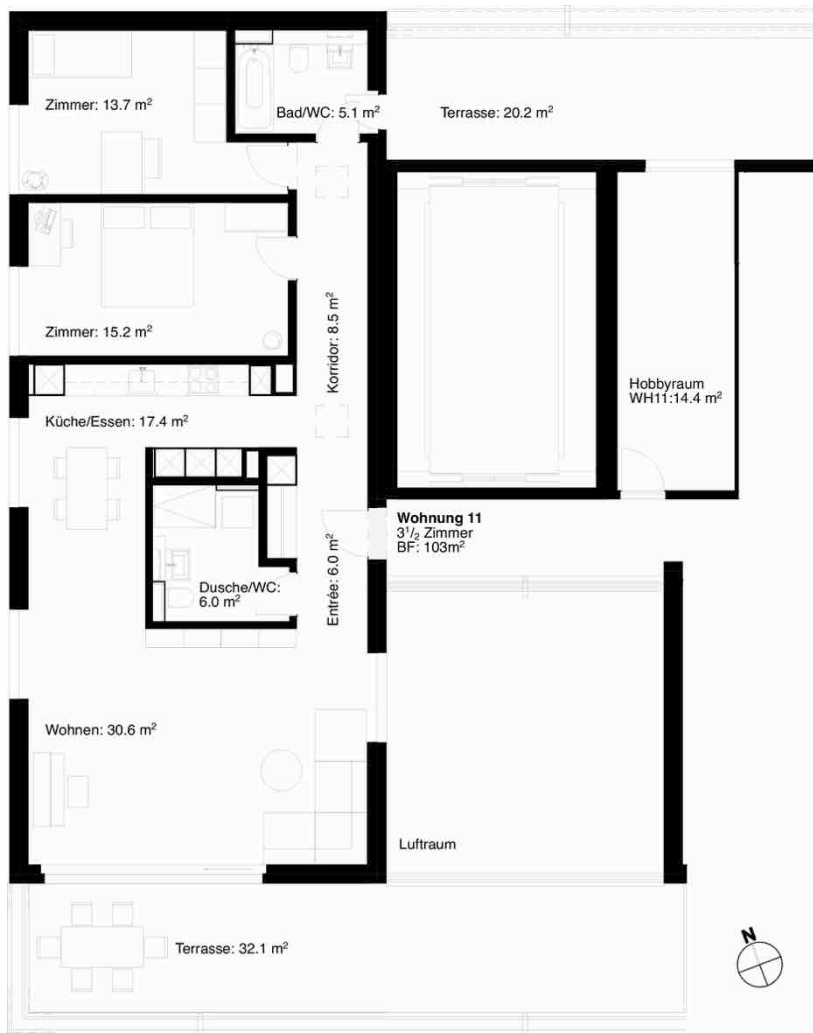 Zimmer: 13.7 m²
Bad/WC: 5.1 m²
Terrasse: 20.2 m²
Zimmer: 15.2 m²
Korridor: 8.5 m²
Hobbyraum
WH11:14.4 m²
Küche/Essen: 17.4 m²
Wohnung 11
3¹/₂ Zimmer
BF: 103m²
Entrée: 6.0 m²
Dusche/WC:
6.0 m²
Wohnen: 30.6 m²
Luftraum
Terrasse: 32.1 m²
N